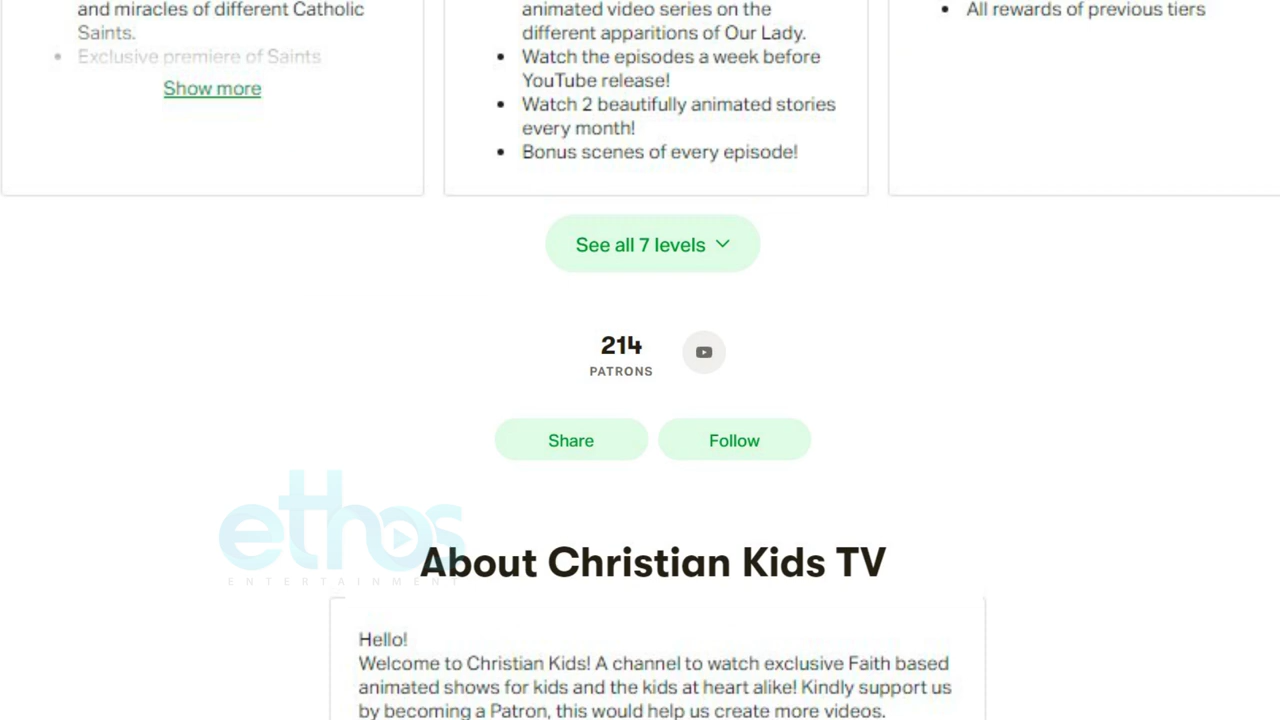 and miracles of different Catholic
Saints.
Exclusive premiere of Saints
Show more
animated video series on the
different apparitions of Our Lady.
Watch the episodes a week before
YouTube release!
Watch 2 beautifully animated stories
every month!
Bonus scenes of every episode!
All rewards of previous tiers
See all 7 levels
214
PATRONS
Share
Follow
ethos
ENTERTAINMENT
About Christian Kids TV
Hello!
Welcome to Christian Kids! A channel to watch exclusive Faith based
animated shows for kids and the kids at heart alike! Kindly support us
by becoming a Patron, this would help us create more videos.